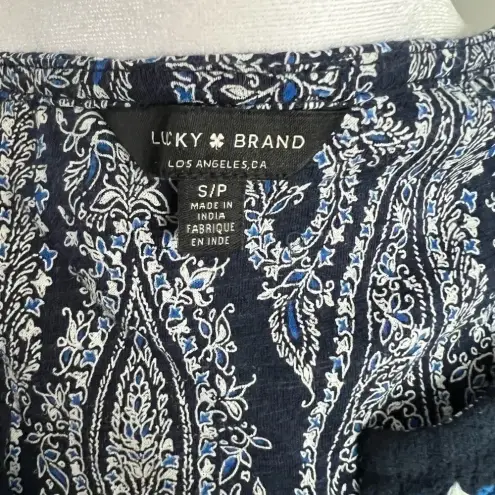 LUCKY BRAND
LOS ANGELES, CA
S/P
MADE IN
INDIA
FABRIQUE
EN INDE